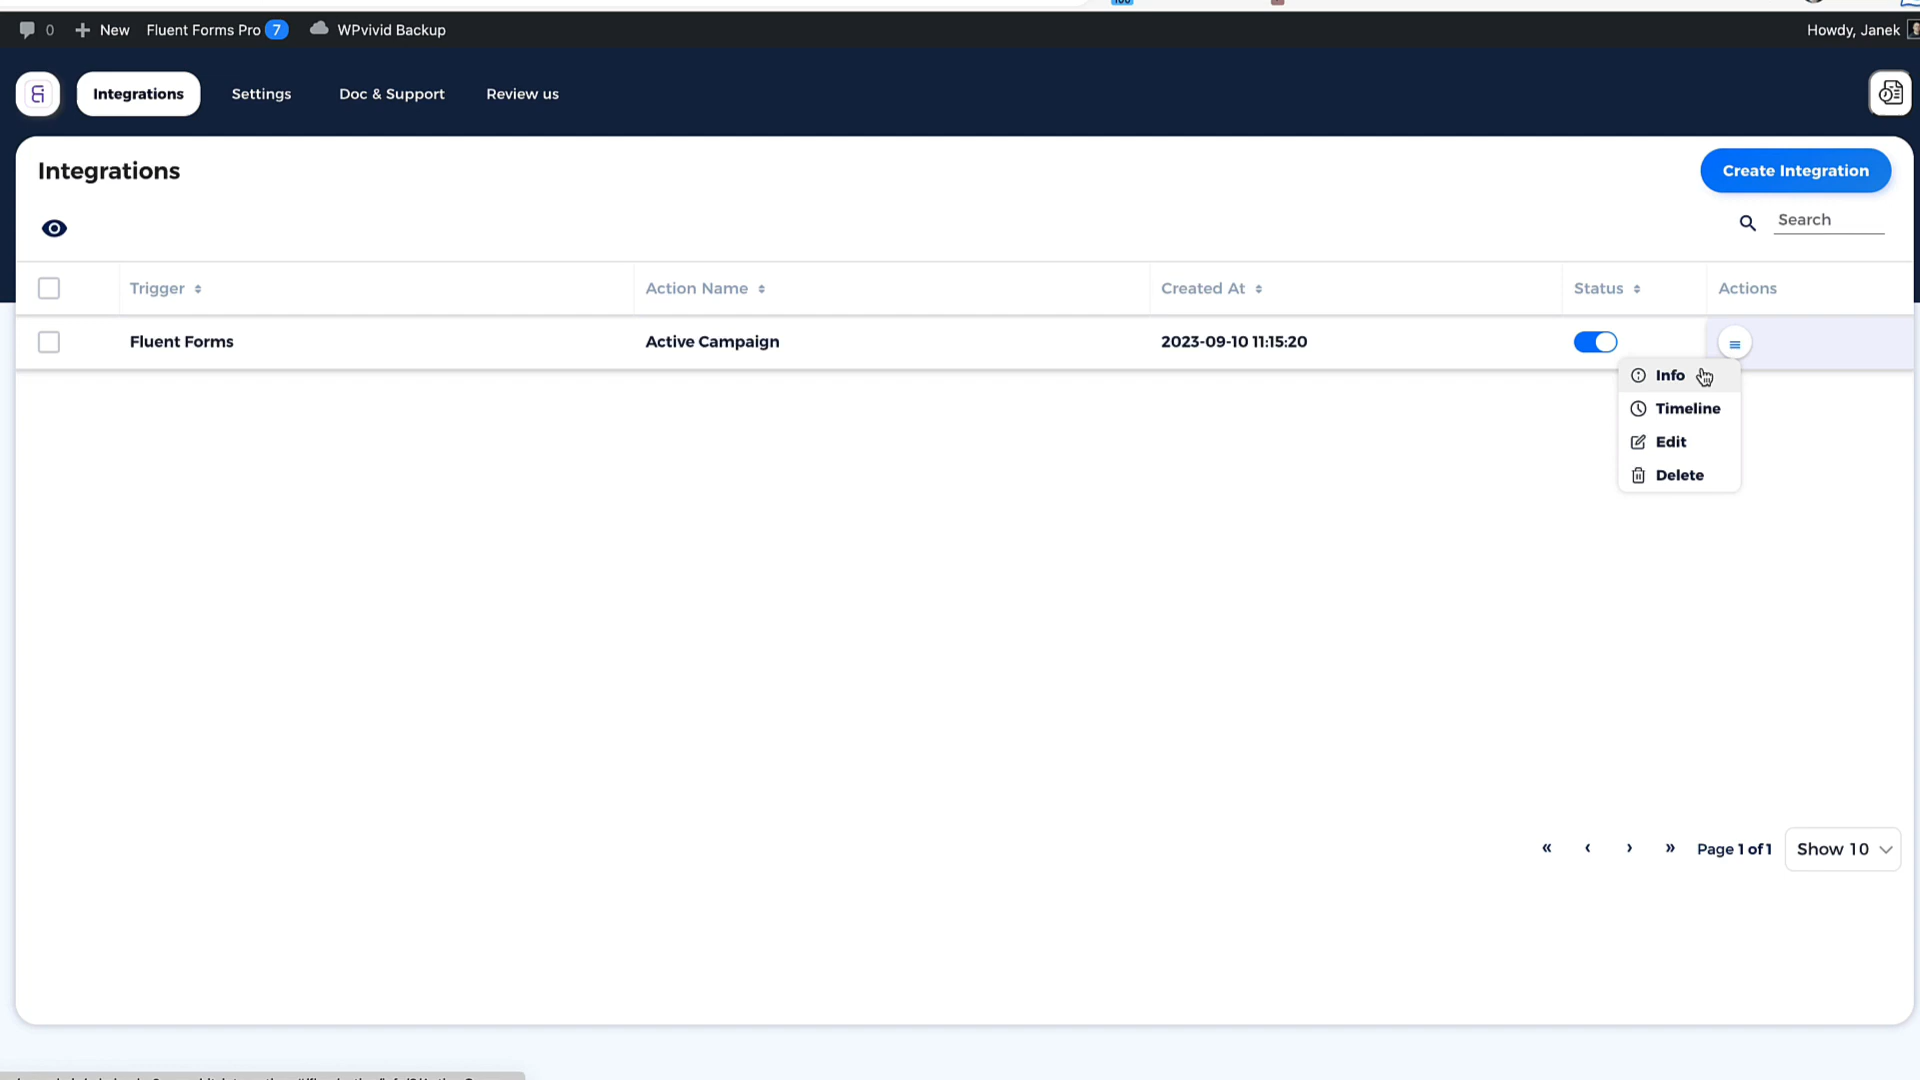 0 New Fluent Forms Pro 7 WPvivid Backup Howdy, Janek
Integrations Settings Doc & Support Review us
Integrations
Create Integration
Search
Trigger Action Name Created At Status Actions
Fluent Forms Active Campaign 2023-09-10 11:15:20
Info
Timeline
Edit
Delete
« ‹ › » Page 1 of 1 Show 10